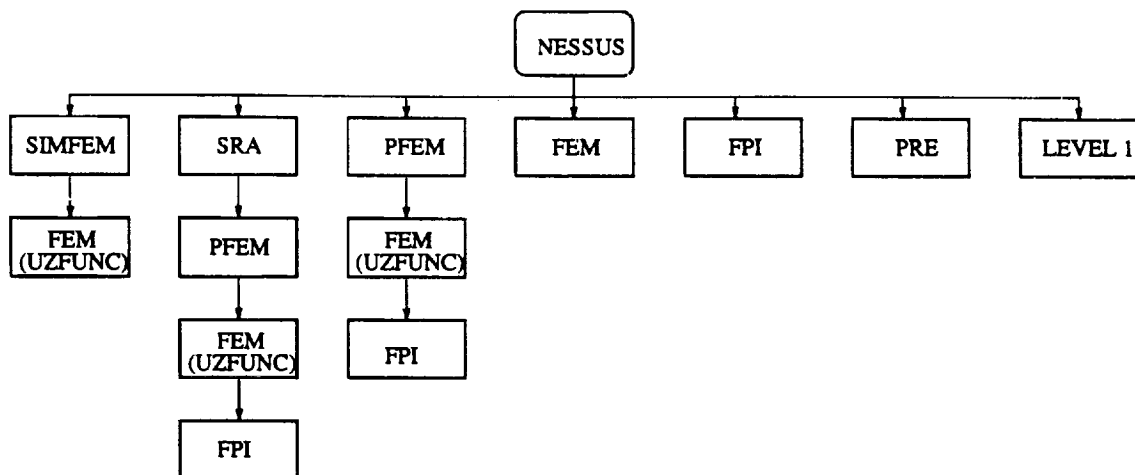 NESSUS
SIMFEM
SRA
PFEM
FEM
FPI
PRE
LEVEL 1
FEM
(UZFUNC)
PFEM
FEM
(UZFUNC)
FEM
(UZFUNC)
FPI
FPI